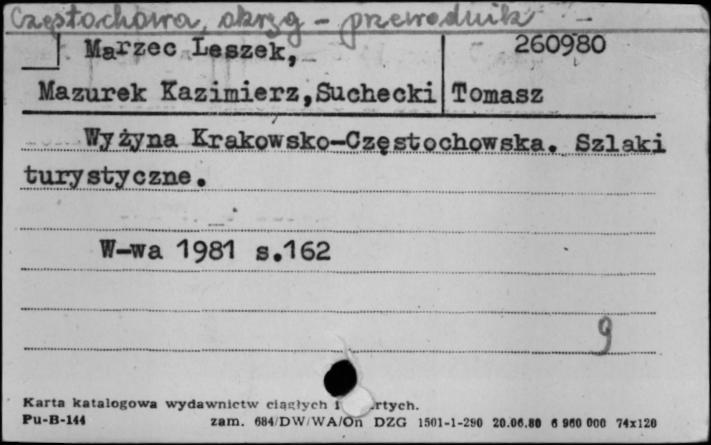 Częstochowa, okręg - przewodnik
Marzec Leszek, 260980
Mazurek Kazimierz,Suchecki Tomasz
Wyżyna Krakowsko-Częstochowska. Szlaki
turystyczne.
W-wa 1981 s.162
9
Karta katalogowa wydawnictw ciągłych i
Pu-B-144 zam. 684/DW/WA/On DZG 1501-1-290 20.06.80 6 960 000 74x120